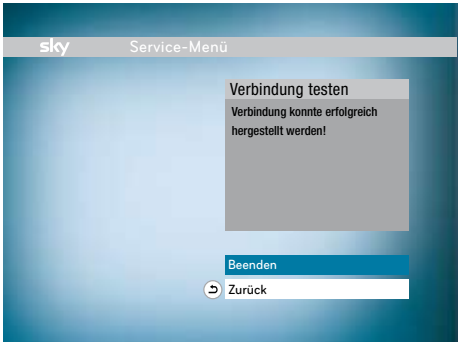 sky Service-Menü
Verbindung testen
Verbindung konnte erfolgreich
hergestellt werden!
Beenden
Zurück